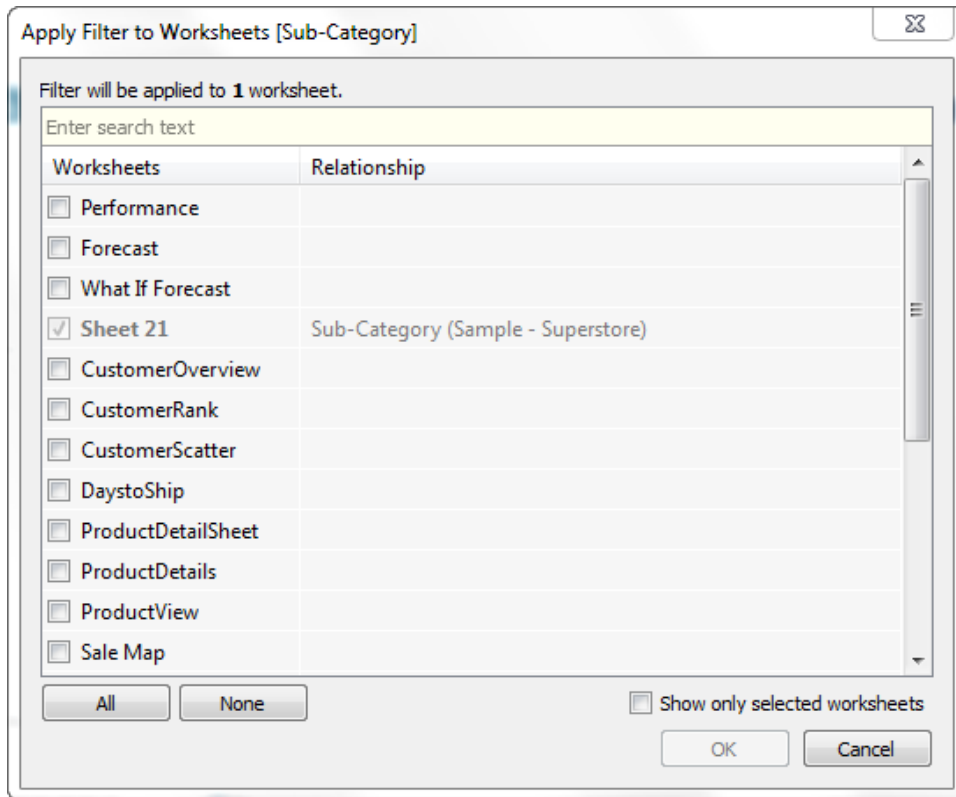 Apply Filter to Worksheets [Sub-Category]
Filter will be applied to 1 worksheet.
Enter search text
Worksheets Relationship
Performance
Forecast
What If Forecast
Sheet 21 Sub-Category (Sample - Superstore)
CustomerOverview
CustomerRank
CustomerScatter
DaystoShip
ProductDetailSheet
ProductDetails
ProductView
Sale Map
All None Show only selected worksheets
OK Cancel